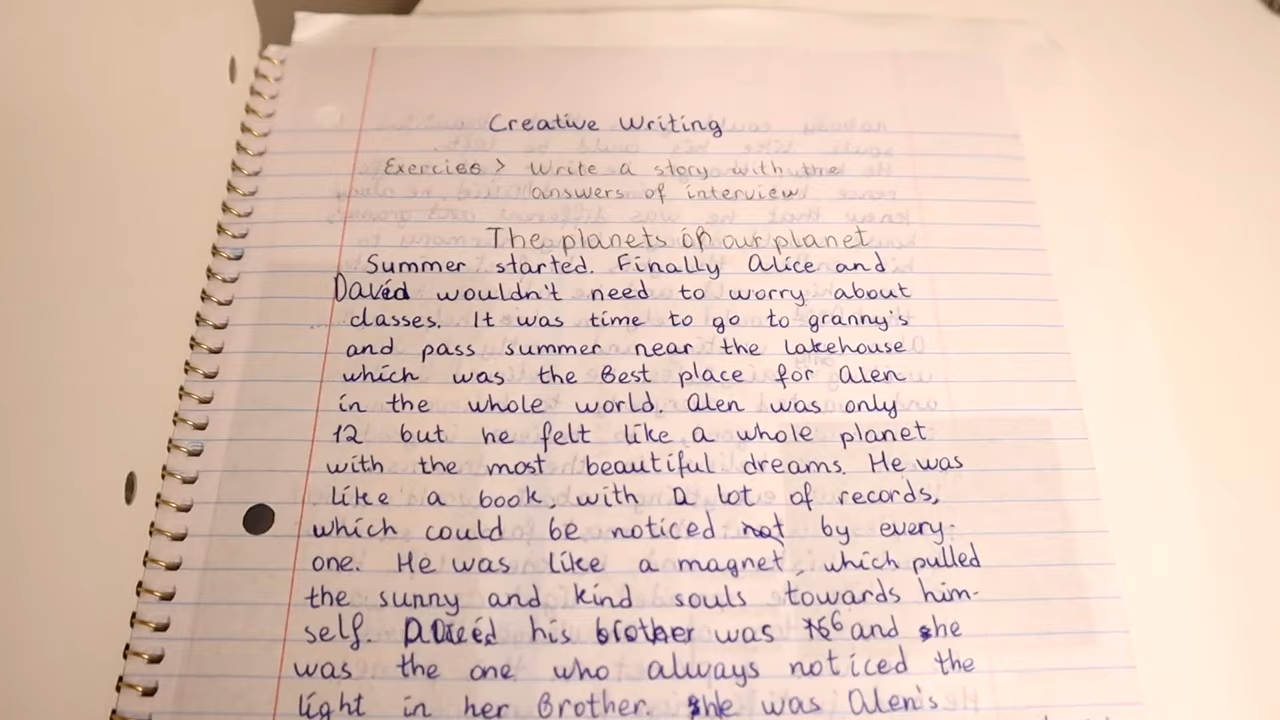 Creative Writing
Exercies > Write a story with the
answers of interview
The planets of our planet
Summer started. Finally Alice and
David wouldn't need to worry about
classes. It was time to go to granny's
and pass summer near the lakehouse
which was the Best place for Alen
in the whole world. Alen was only
12 but he felt like a whole planet
with the most beautiful dreams. He was
like a book, with a lot of records,
which could be noticed not by every-
one. He was like a magnet, which pulled
the sunny and kind souls towards him-
self. his brother was and she
was the one who always noticed the
light in her Brother. she was Alen's